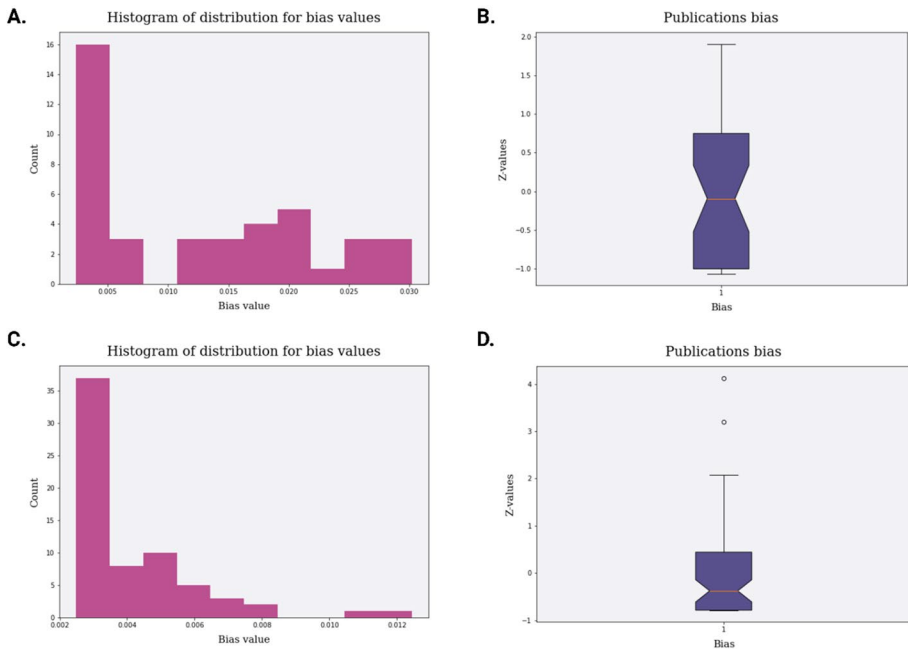 A.
Histogram of distribution for bias values
16
14
12
10
8
6
4
2
0
Count
0.005 0.010 0.015 0.020 0.025 0.030
Bias value
B.
Publications bias
2.0
1.5
1.0
0.5
0.0
−0.5
−1.0
Z-values
1
Bias
C.
Histogram of distribution for bias values
35
30
25
20
15
10
5
0
Count
0.002 0.004 0.006 0.008 0.010 0.012
Bias value
D.
Publications bias
4
3
2
1
0
−1
Z-values
1
Bias